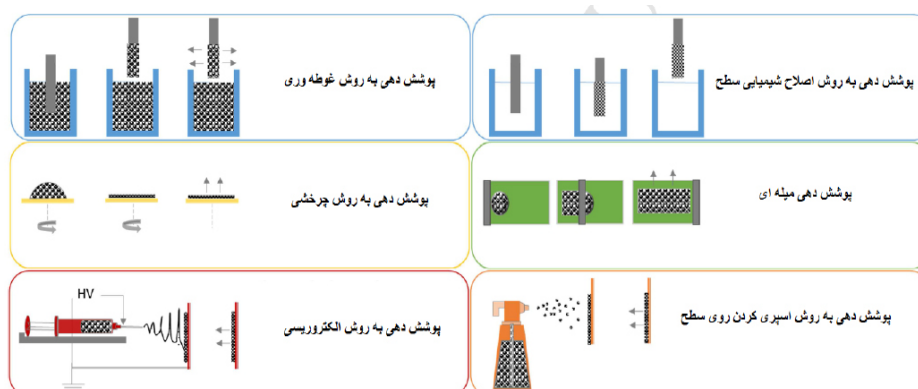 پوشش دهی به روش اصلاح شیمیایی سطح
پوشش دهی به روش غوطه وری
پوشش دهی میله ای
پوشش دهی به روش چرخشی
پوشش دهی به روش اسپری کردن روی سطح
HV
پوشش دهی به روش الکتروریسی